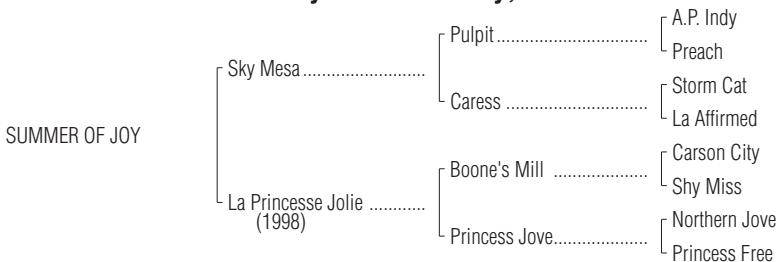 Pulpit
A.P. Indy
Preach
Sky Mesa
Caress
Storm Cat
La Affirmed
SUMMER OF JOY
Boone's Mill
Carson City
Shy Miss
La Princesse Jolie
(1998)
Princess Jove
Northern Jove
Princess Free